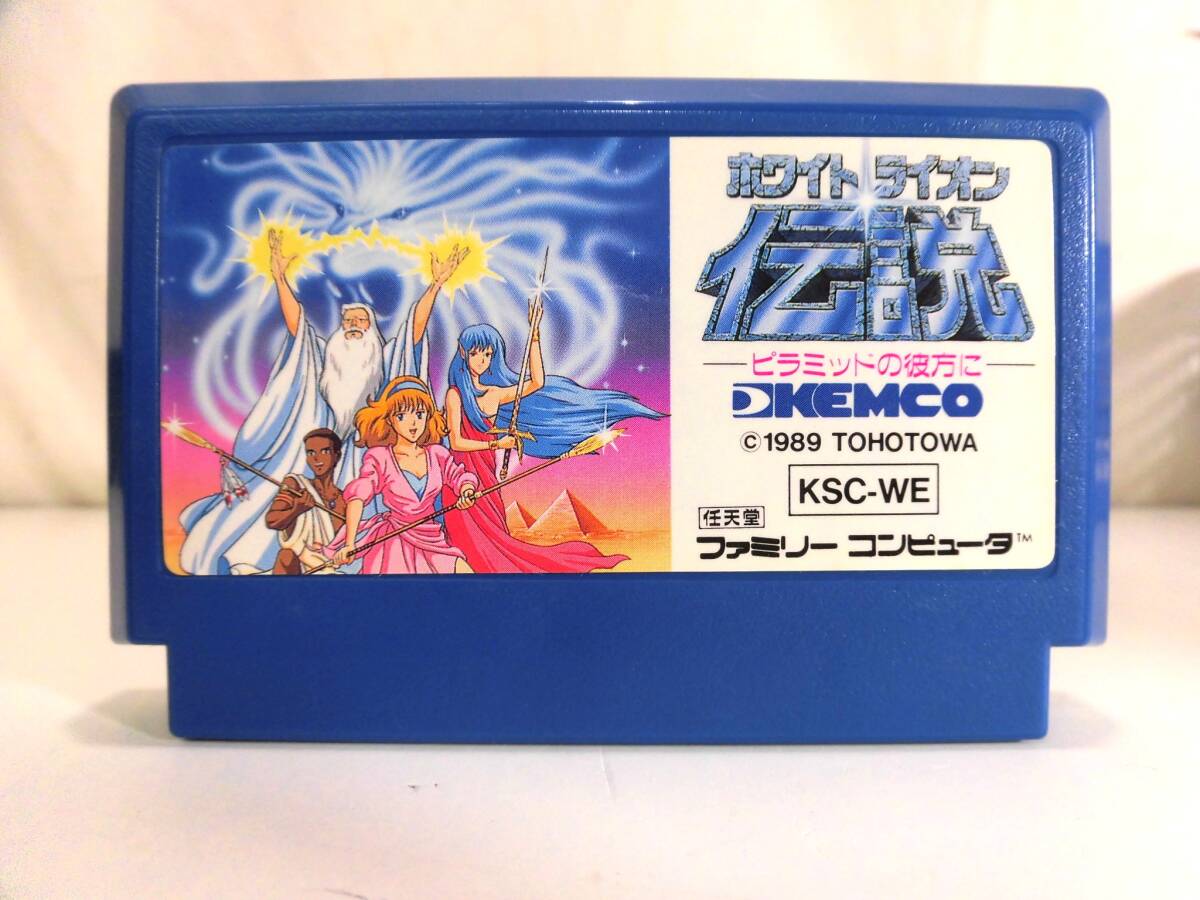 ホワイト ライオン
伝説
ピラミッドの彼方に
KEMCO
©1989 TOHOTOWA
KSC-WE
任天堂
ファミリー コンピュータ™